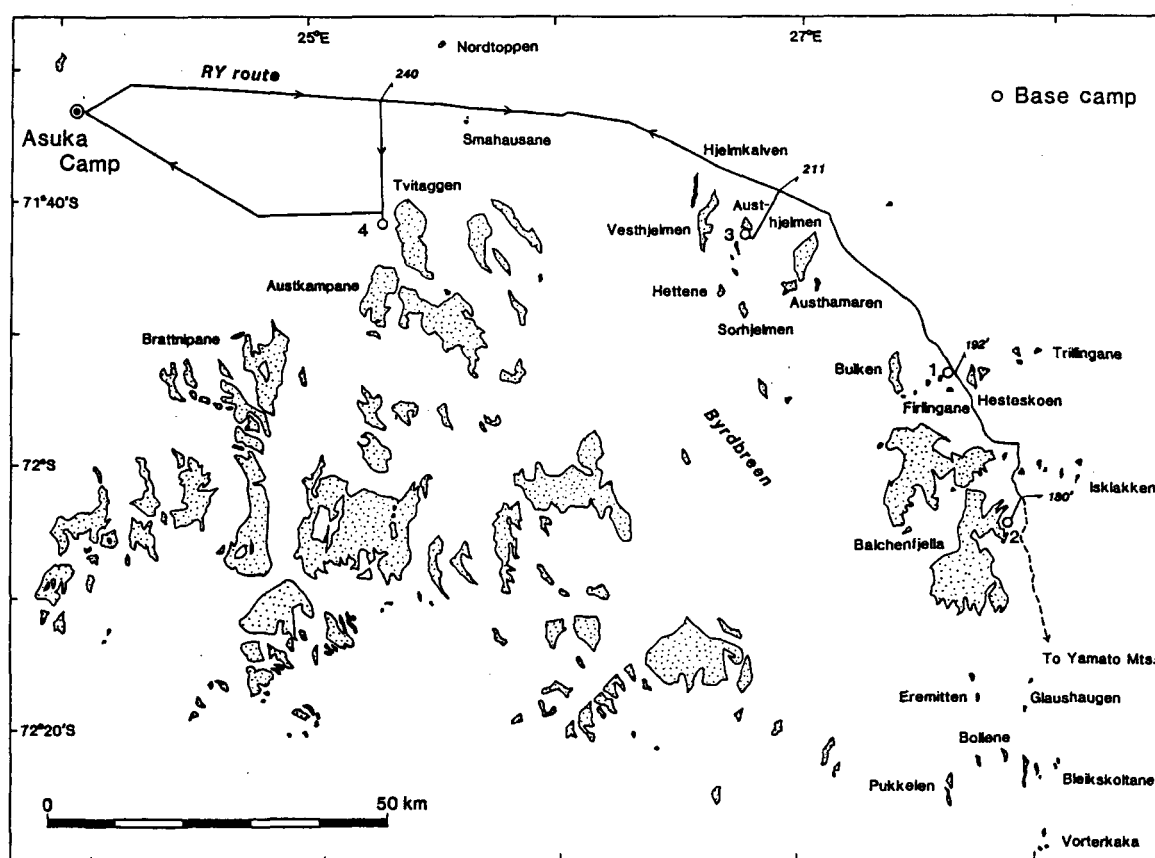 25°E
27°E
Nordtoppen
RY route
240
Base camp
Asuka
Camp
Smahausane
Hjelmkalven
211
71°40'S
Tvitaggen
Aust-
hjelmen
Vesthjelmen
3
4
Austkampane
Hettene
Austhamaren
Sorhjelmen
Brattnipane
192'
Trillingane
Bulken
1
Hesteskoen
Firlingane
Byrdbreen
72°S
Isklakken
180'
Balchenfjella
2
To Yamato Mts.
Eremitten
Glaushaugen
72°20'S
Bollene
Pukkelen
Bleikskoltane
0
50 km
Vorterkaka